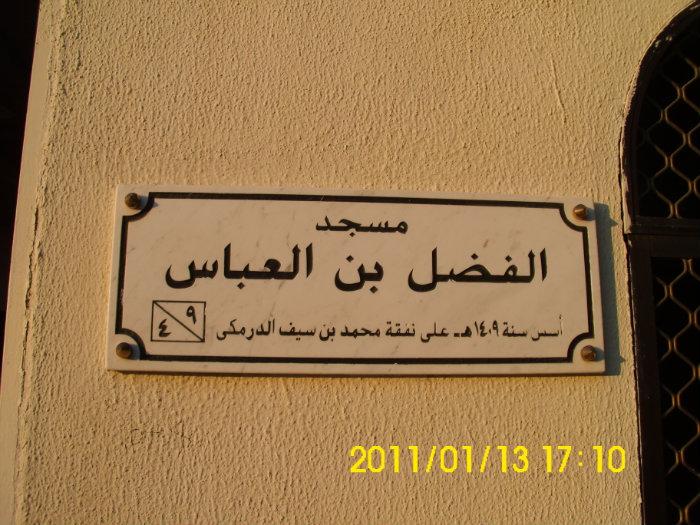 مسجد
الفضل بن العباس
أسس سنة ١٤٠٩هـ على نفقة محمد بن سيف الدرمكى
٩
٤
2011/01/13 17:10